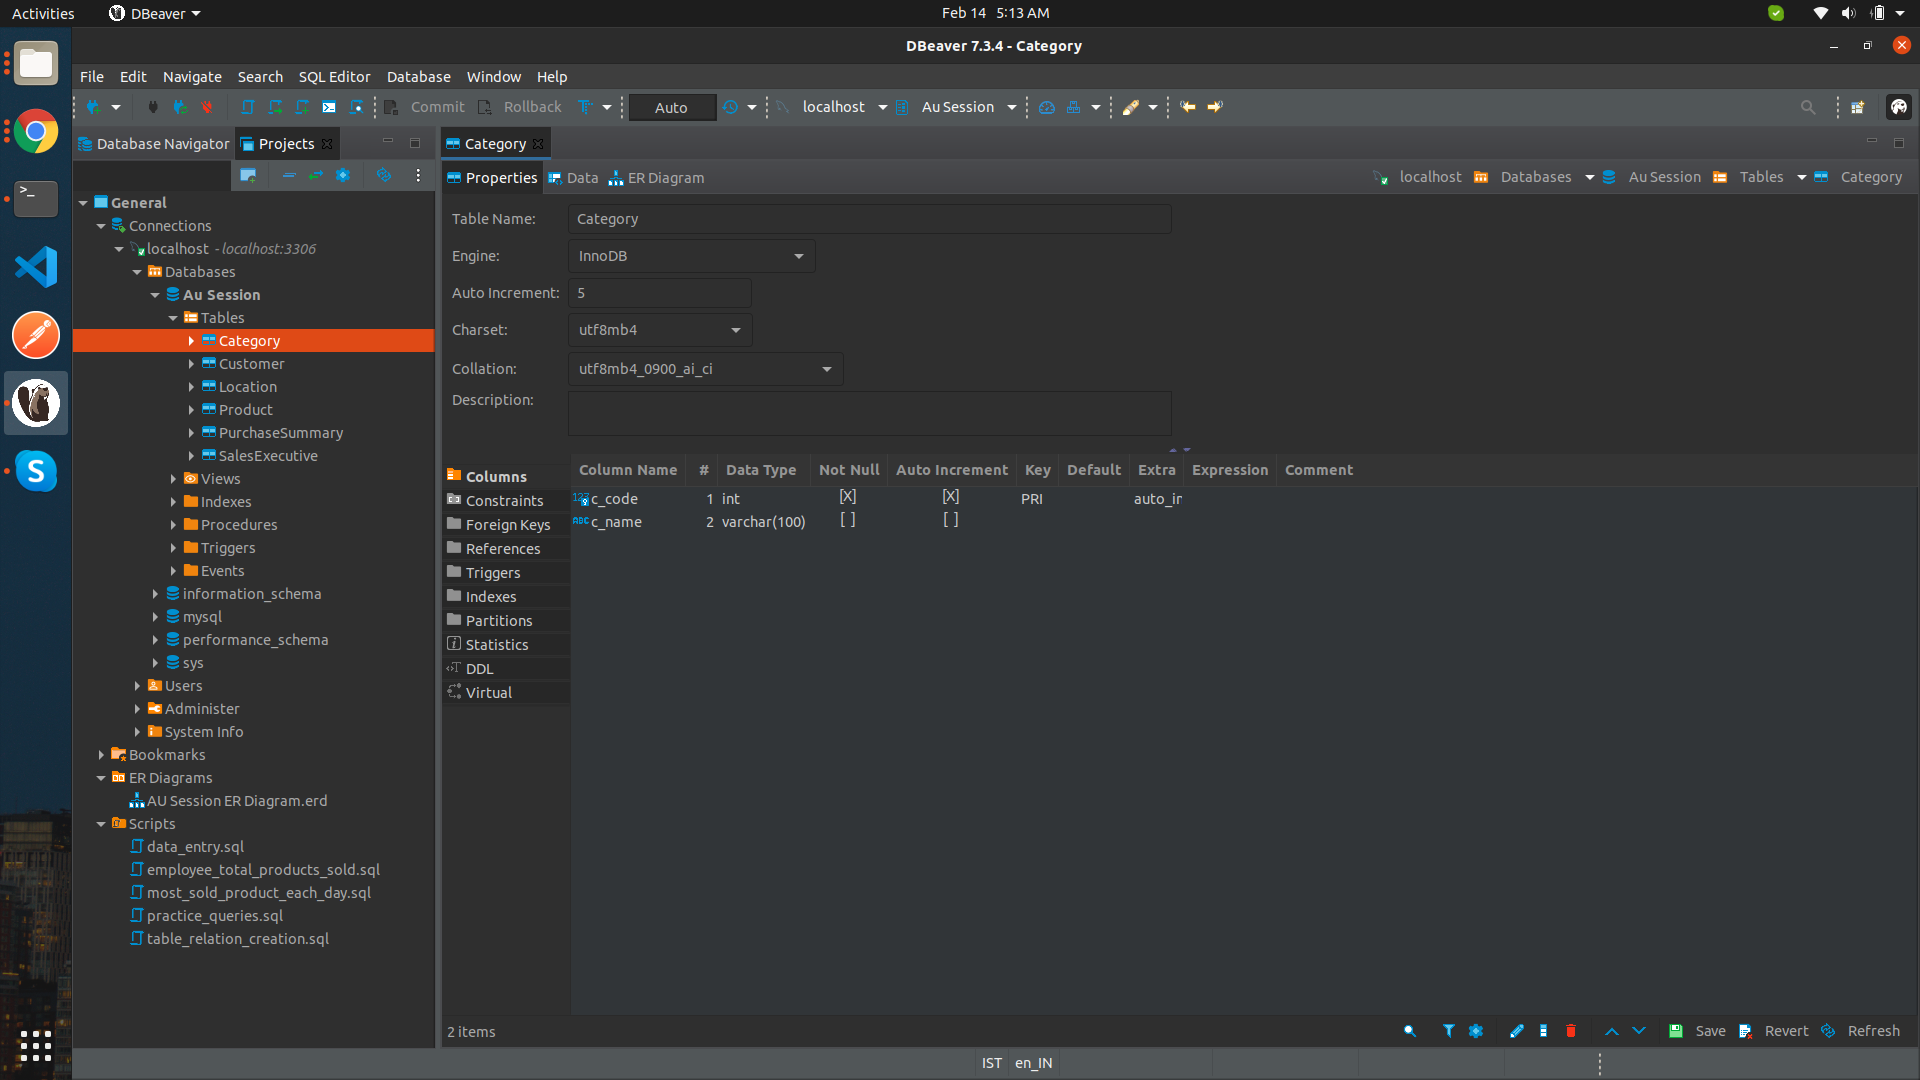 Activities DBeaver Feb 14 5:13 AM
DBeaver 7.3.4 - Category
File Edit Navigate Search SQL Editor Database Window Help
Commit Rollback Auto localhost Au Session
Database Navigator Projects
General
Connections
localhost - localhost:3306
Databases
Au Session
Tables
Category
Customer
Location
Product
PurchaseSummary
SalesExecutive
Views
Indexes
Procedures
Triggers
Events
information_schema
mysql
performance_schema
sys
Users
Administer
System Info
Bookmarks
ER Diagrams
AU Session ER Diagram.erd
Scripts
data_entry.sql
employee_total_products_sold.sql
most_sold_product_each_day.sql
practice_queries.sql
table_relation_creation.sql
Category
Properties Data ER Diagram localhost Databases Au Session Tables Category
Table Name: Category
Engine: InnoDB
Auto Increment: 5
Charset: utf8mb4
Collation: utf8mb4_0900_ai_ci
Description:
Columns
Constraints
Foreign Keys
References
Triggers
Indexes
Partitions
Statistics
DDL
Virtual
Column Name # Data Type Not Null Auto Increment Key Default Extra Expression Comment
123 c_code 1 int [X] [X] PRI auto_in
ABC c_name 2 varchar(100) [ ] [ ]
2 items Save Revert Refresh
IST en_IN